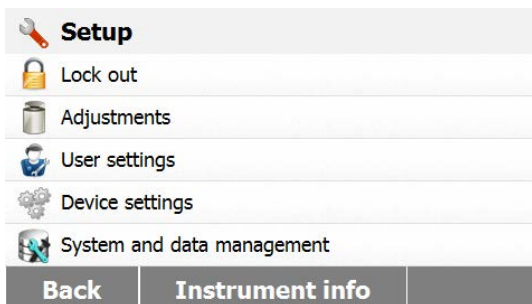 Setup
Lock out
Adjustments
User settings
Device settings
System and data management
Back Instrument info